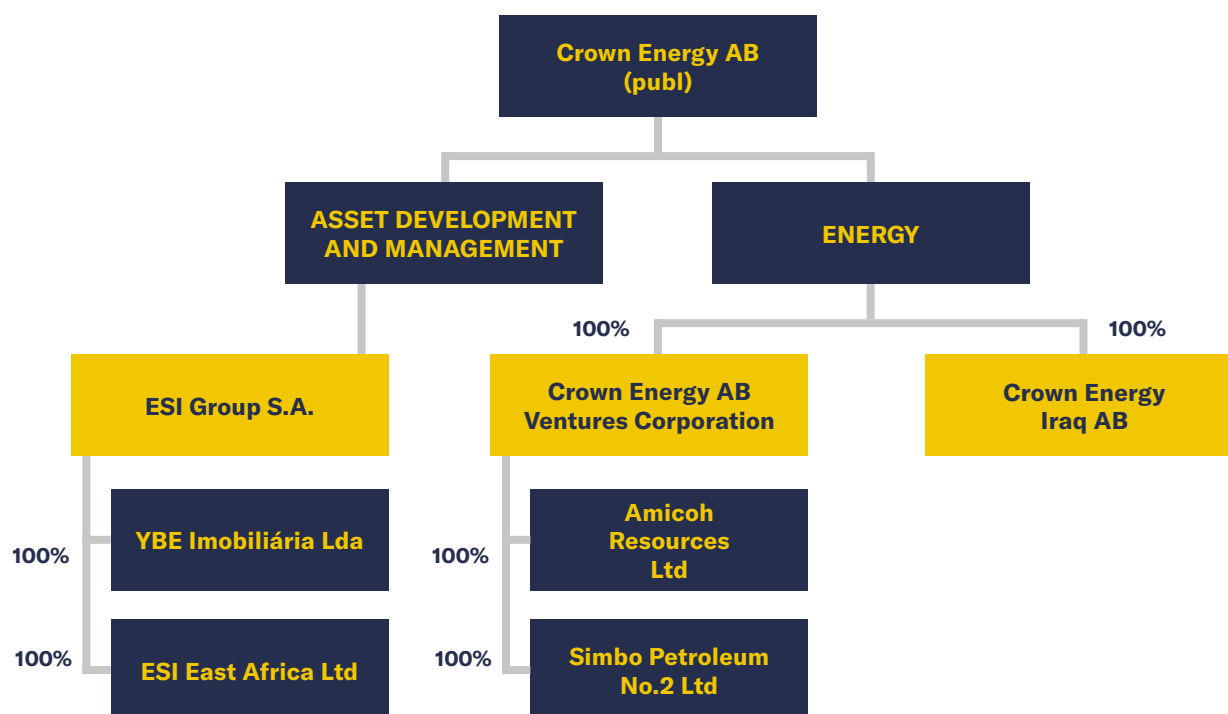 Crown Energy AB
(publ)
ASSET DEVELOPMENT
AND MANAGEMENT
ENERGY
100%
100%
ESI Group S.A.
Crown Energy AB
Ventures Corporation
Crown Energy
Iraq AB
100%
YBE Imobiliária Lda
100%
Amicoh
Resources
Ltd
100%
ESI East Africa Ltd
100%
Simbo Petroleum
No.2 Ltd